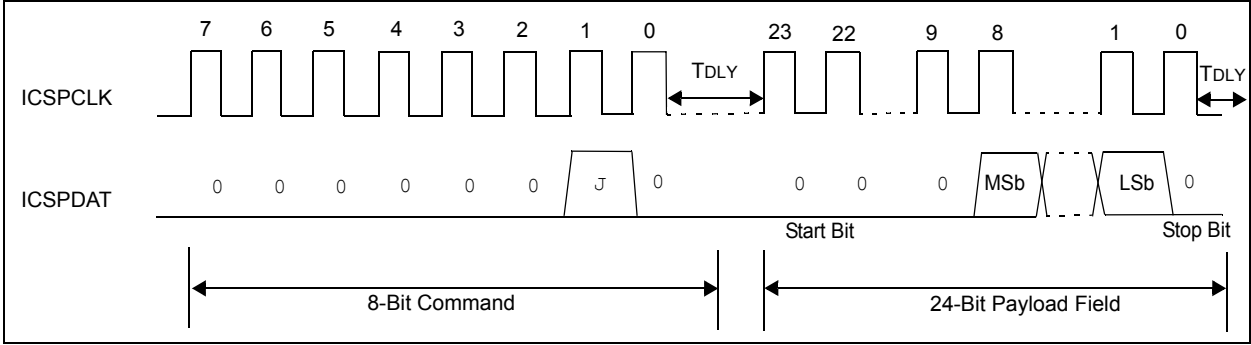 7 6 5 4 3 2 1 0 23 22 9 8 1 0
TDLY TDLY
ICSPCLK
ICSPDAT
0 0 0 0 0 0 J 0 0 0 0 MSb LSb 0
Start Bit Stop Bit
8-Bit Command 24-Bit Payload Field